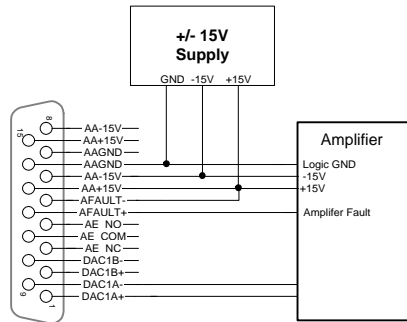 +/- 15V
Supply
GND -15V +15V
8
15
AA-15V
AA+15V
AAGND
AAGND
AA-15V
AA+15V
AFAULT-
AFAULT+
AE NO
AE COM
AE NC
DAC1B-
DAC1B+
DAC1A-
DAC1A+
9
1
Amplifier
Logic GND
-15V
+15V
Amplifer Fault